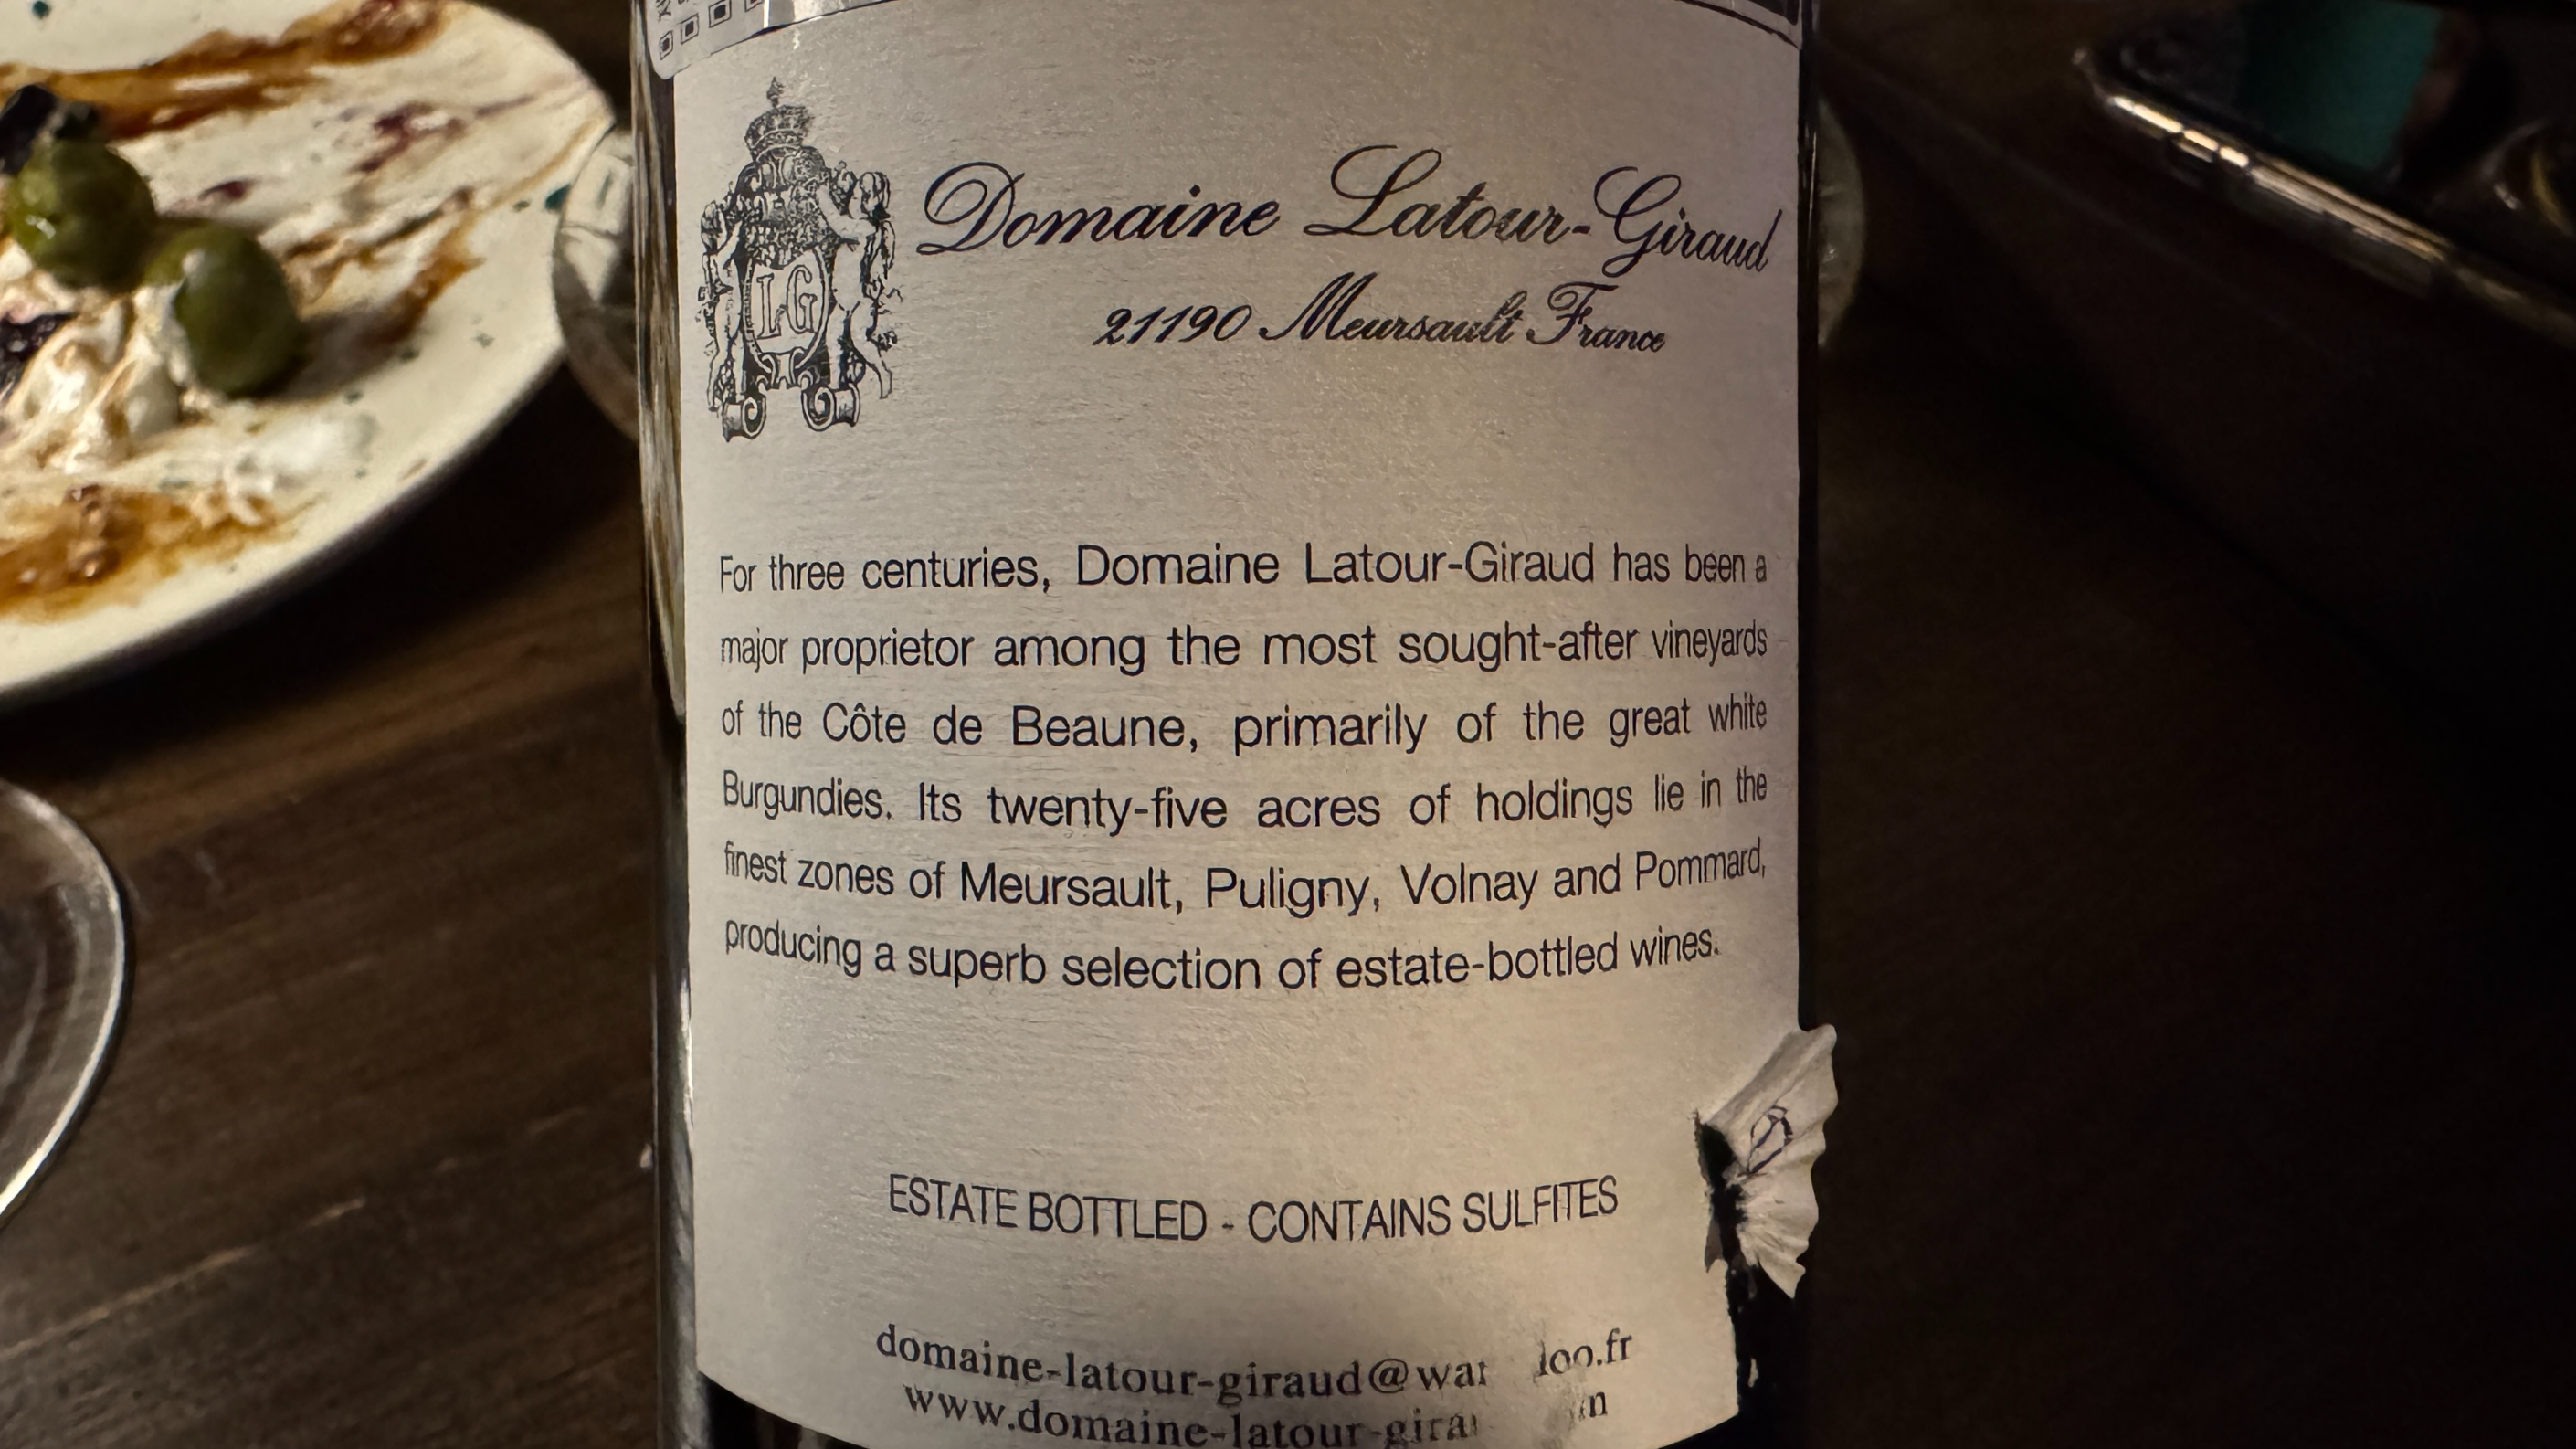 LG
Domaine Latour-Giraud
21190 Meursault France
For three centuries, Domaine Latour-Giraud has been a
major proprietor among the most sought-after vineyards
of the Côte de Beaune, primarily of the great white
Burgundies. Its twenty-five acres of holdings lie in the
finest zones of Meursault, Puligny, Volnay and Pommard,
producing a superb selection of estate-bottled wines.
ESTATE BOTTLED - CONTAINS SULFITES